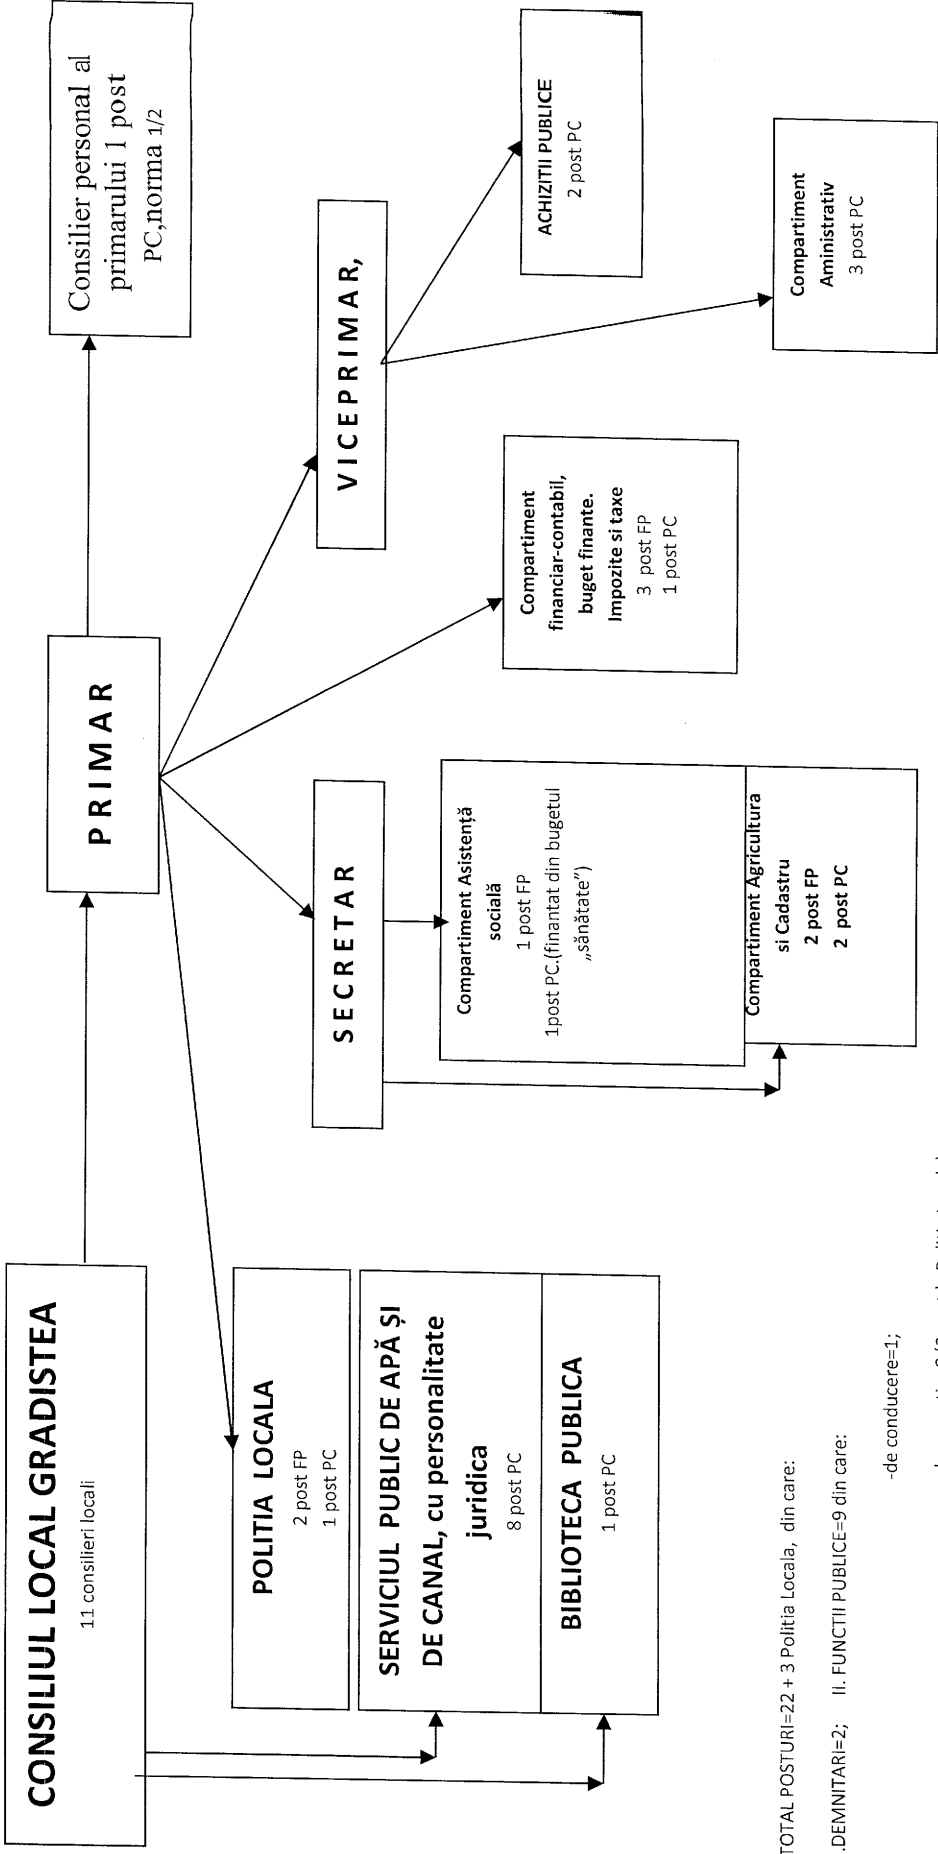 CONSILIUL LOCAL GRADISTEA
11 consilieri locali
P R I M A R
Consilier personal al
primarului 1 post
PC,norma 1/2
POLITIA LOCALA
2 post FP
1 post PC
SERVICIUL PUBLIC DE APĂ ȘI
DE CANAL, cu personalitate
juridica
8 post PC
BIBLIOTECA PUBLICA
1 post PC
S E C R E T A R
Compartiment Asistență
socială
1 post FP
1post PC.(finantat din bugetul
„sănătate”)
Compartiment Agricultura
si Cadastru
2 post FP
2 post PC
Compartiment
financiar-contabil,
buget finante.
Impozite si taxe
3 post FP
1 post PC
V I C E P R I M A R,
ACHIZITII PUBLICE
2 post PC
Compartiment
Aministrativ
3 post PC
TOTAL POSTURI=22 + 3 Politia Locala, din care:
.DEMNITARI=2; II. FUNCTII PUBLICE=9 din care:
-de conducere=1;